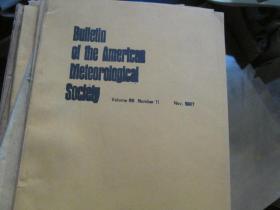 Bulletin
of the American
Meteorological
Society
Volume 68 Number 11 Nov. 1987